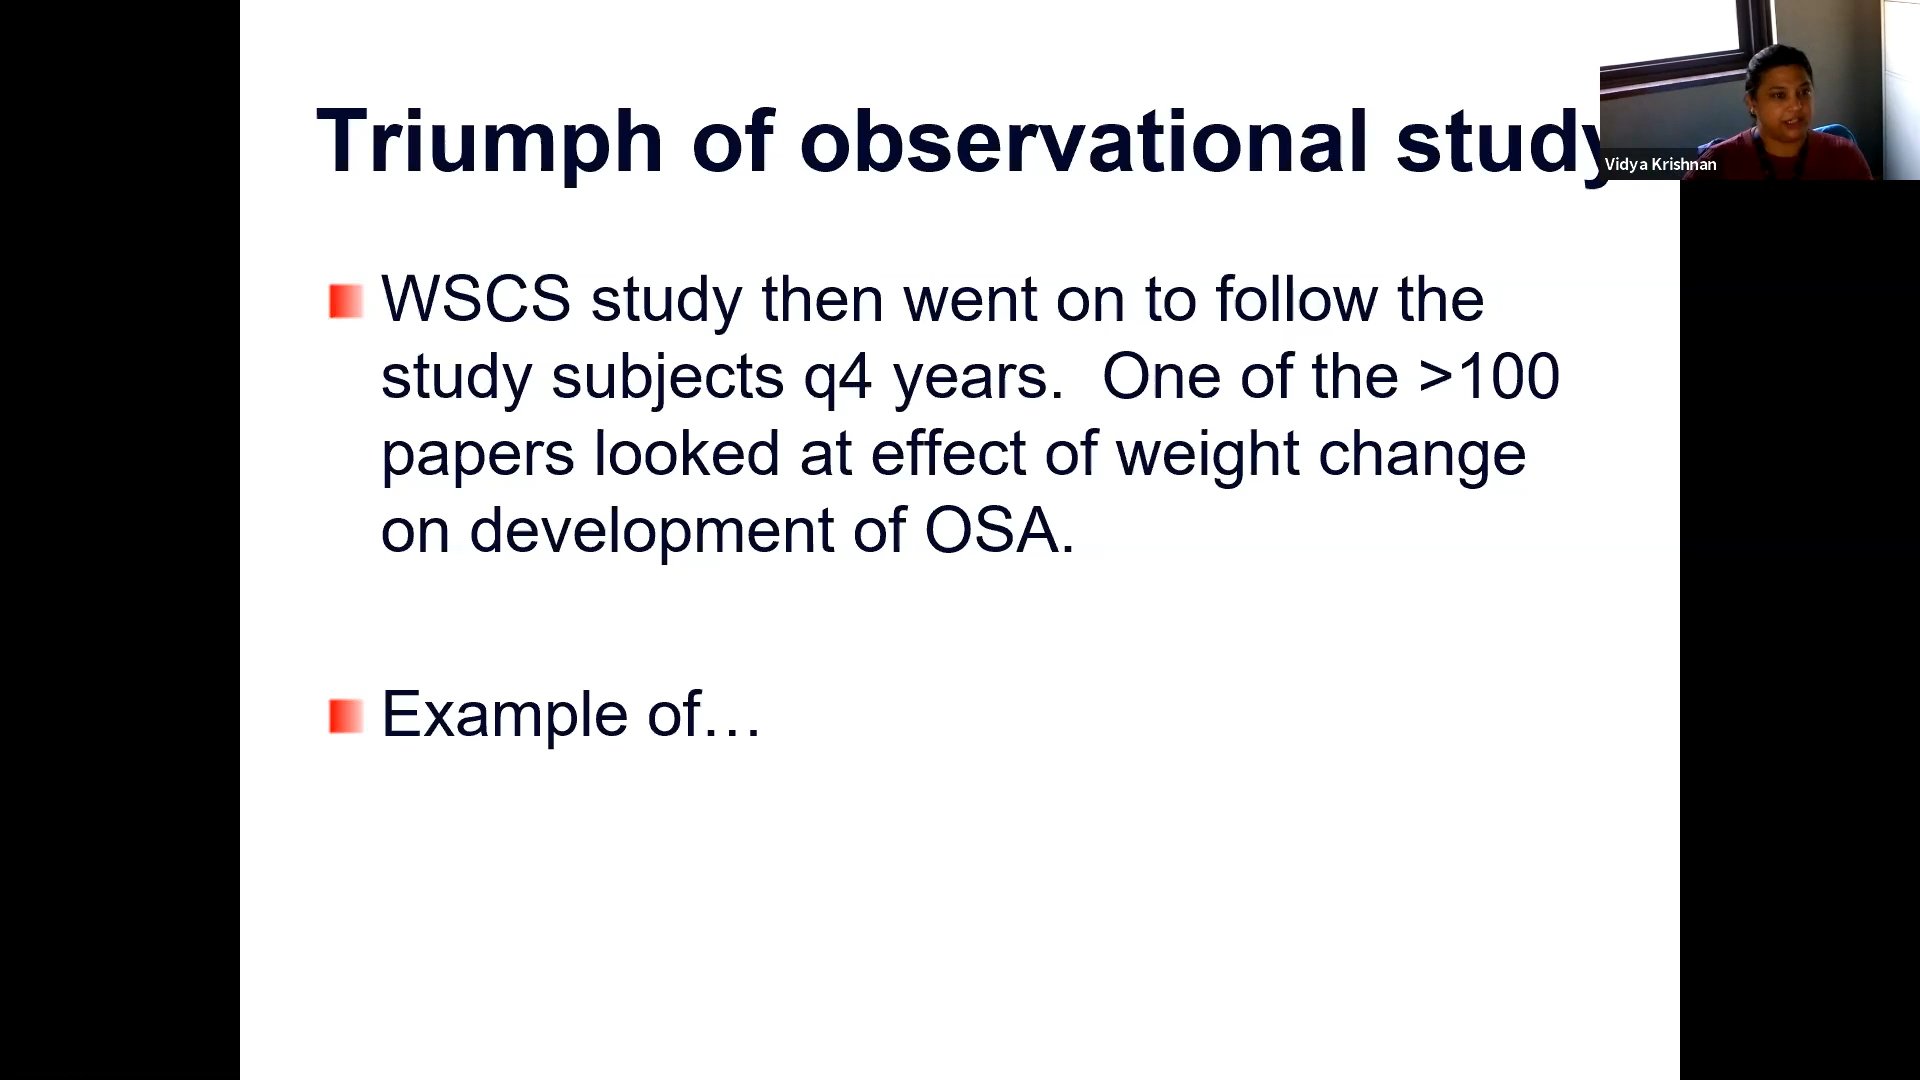 Triumph of observational study
Vidya Krishnan
WSCS study then went on to follow the
study subjects q4 years.  One of the >100
papers looked at effect of weight change
on development of OSA.
Example of…